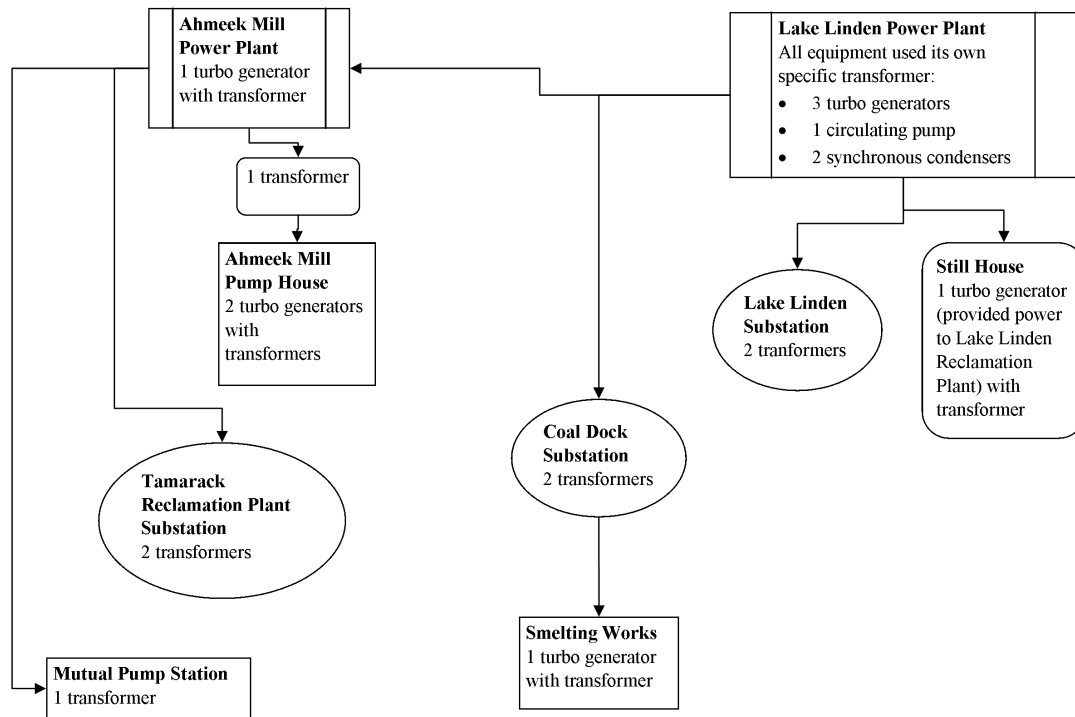 Ahmeek Mill
Power Plant
1 turbo generator
with transformer
Lake Linden Power Plant
All equipment used its own
specific transformer:
• 3 turbo generators
• 1 circulating pump
• 2 synchronous condensers
1 transformer
Ahmeek Mill
Pump House
2 turbo generators
with
transformers
Lake Linden
Substation
2 tranformers
Still House
1 turbo generator
(provided power
to Lake Linden
Reclamation
Plant) with
transformer
Coal Dock
Substation
2 transformers
Tamarack
Reclamation Plant
Substation
2 transformers
Smelting Works
1 turbo generator
with transformer
Mutual Pump Station
1 transformer